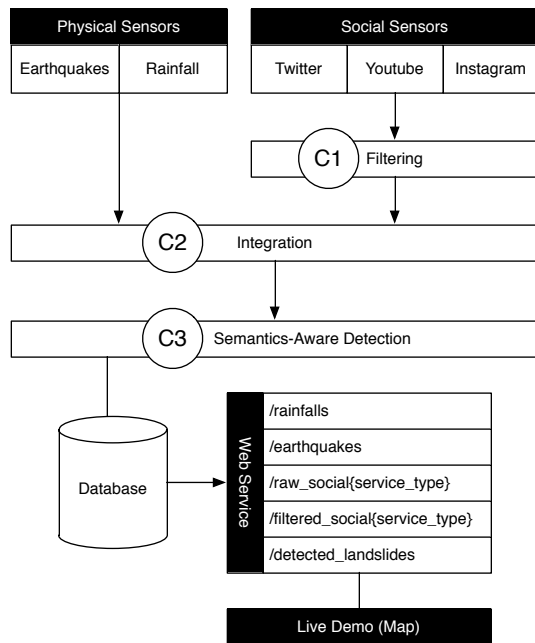 Physical Sensors
Social Sensors
Earthquakes
Rainfall
Twitter
Youtube
Instagram
C1
Filtering
C2
Integration
C3
Semantics-Aware Detection
Database
Web Service
/rainfalls
/earthquakes
/raw_social{service_type}
/filtered_social{service_type}
/detected_landslides
Live Demo (Map)